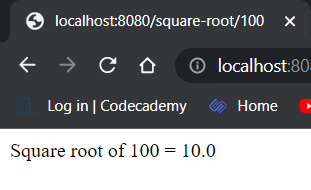 localhost:8080/square-root/100
localhost:80
Log in | Codecademy
Home
Square root of 100 = 10.0